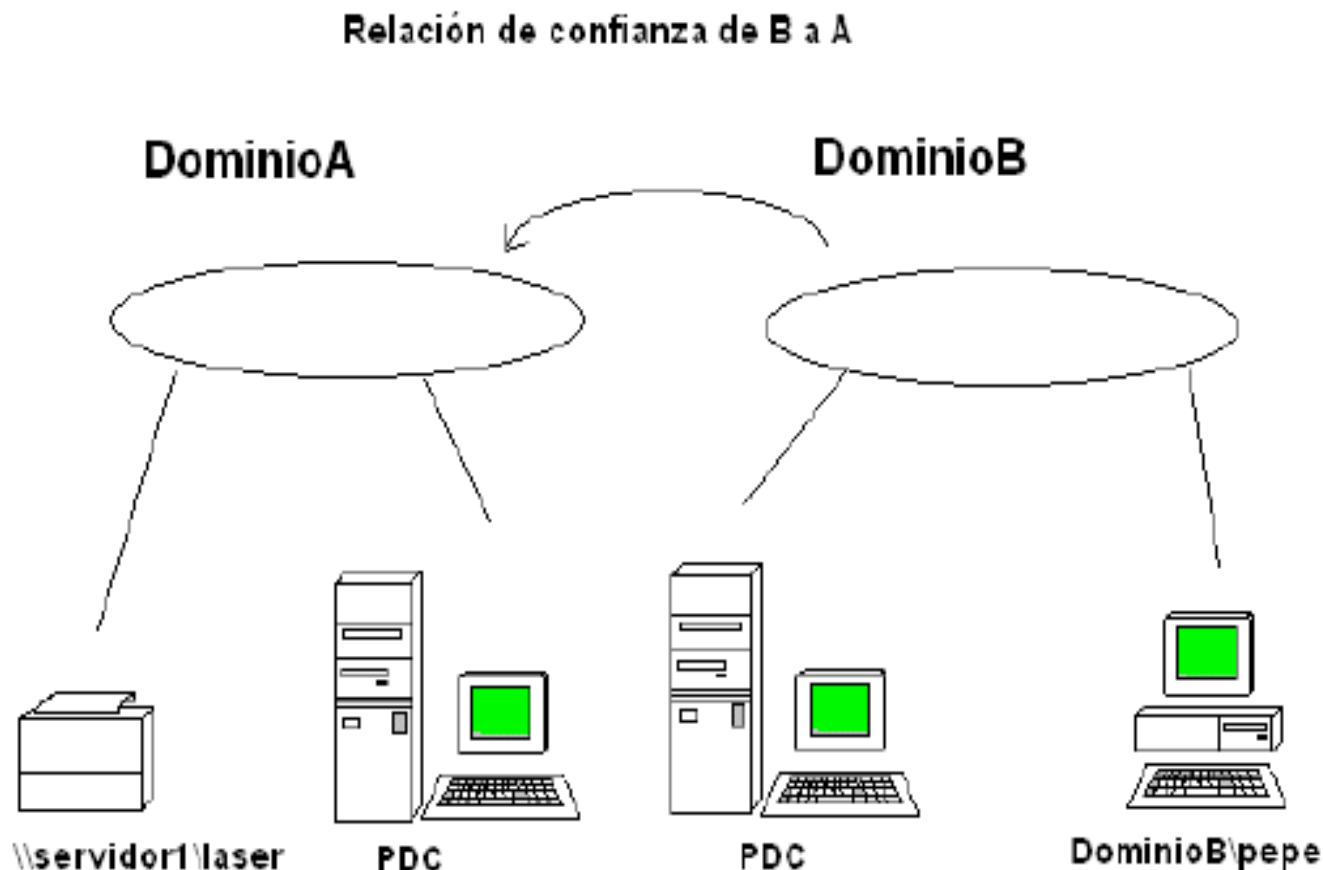 Relación de confianza de B a A
DominioA
DominioB
\\servidor1\laser
PDC
PDC
DominioB\pepe